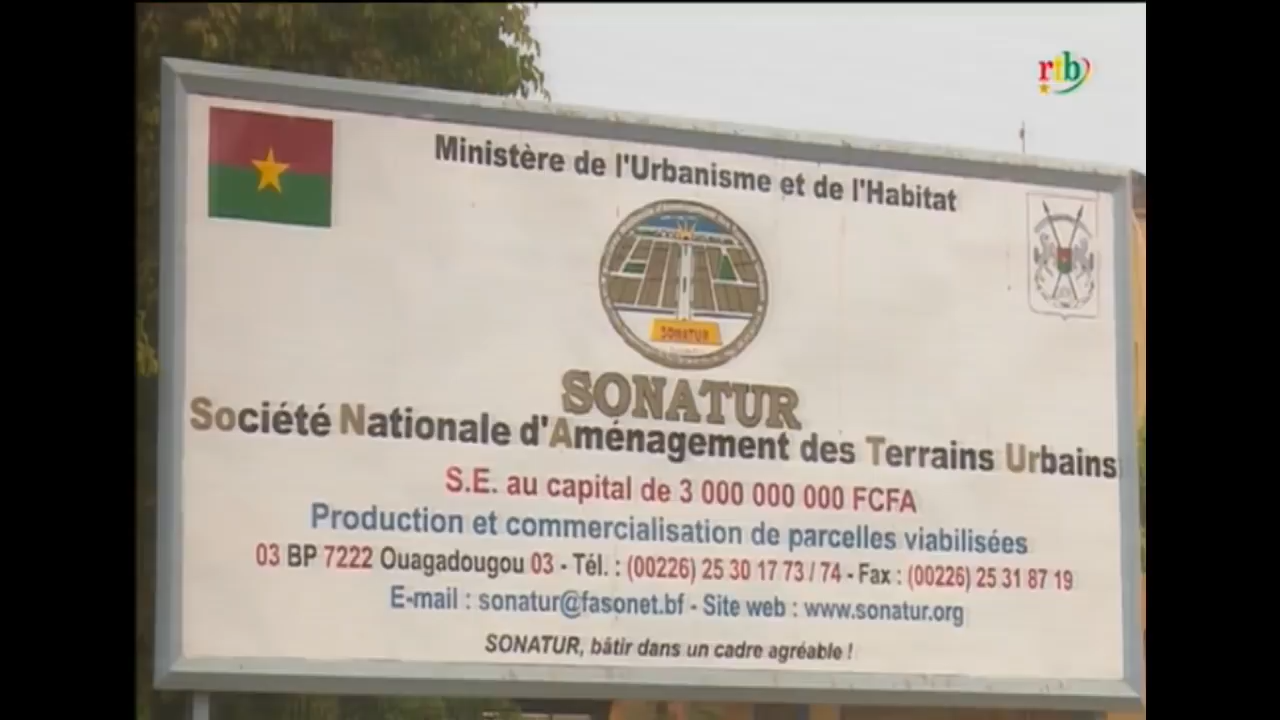 rtb
Ministère de l'Urbanisme et de l'Habitat
SONATUR
SONATUR
Société Nationale d'Aménagement des Terrains Urbains
S.E. au capital de 3 000 000 000 FCFA
Production et commercialisation de parcelles viabilisées
03 BP 7222 Ouagadougou 03 - Tél. : (00226) 25 30 17 73 / 74 - Fax : (00226) 25 31 87 19
E-mail : sonatur@fasonet.bf - Site web : www.sonatur.org
SONATUR, bâtir dans un cadre agréable !